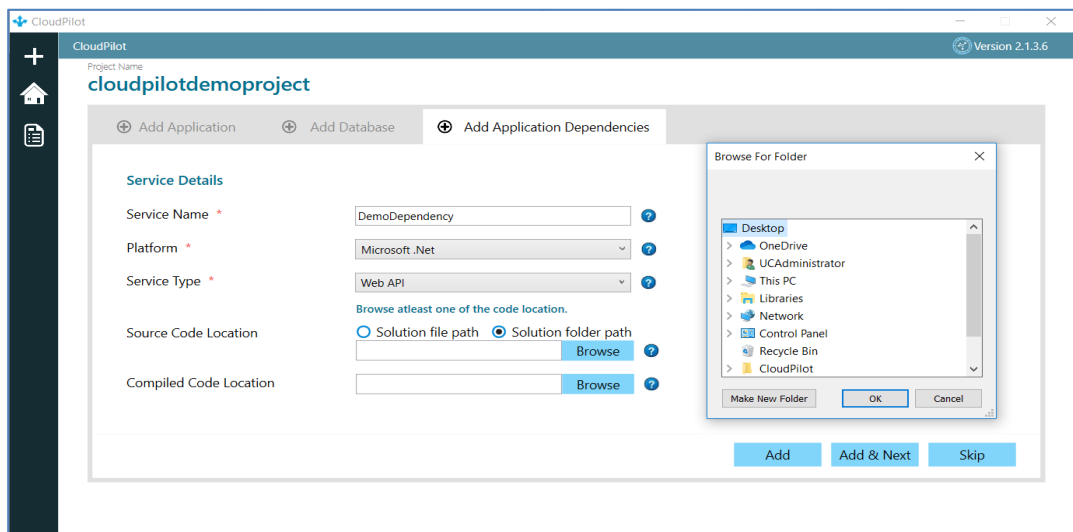 CloudPilot
CloudPilot
Version 2.1.3.6
Project Name
cloudpilotdemoproject
Add Application
Add Database
Add Application Dependencies
Service Details
Service Name *
DemoDependency
Platform *
Microsoft .Net
Service Type *
Web API
Browse atleast one of the code location.
Source Code Location
Solution file path
Solution folder path
Browse
Compiled Code Location
Browse
Browse For Folder
Desktop
OneDrive
UCAdministrator
This PC
Libraries
Network
Control Panel
Recycle Bin
CloudPilot
Make New Folder
OK
Cancel
Add
Add & Next
Skip